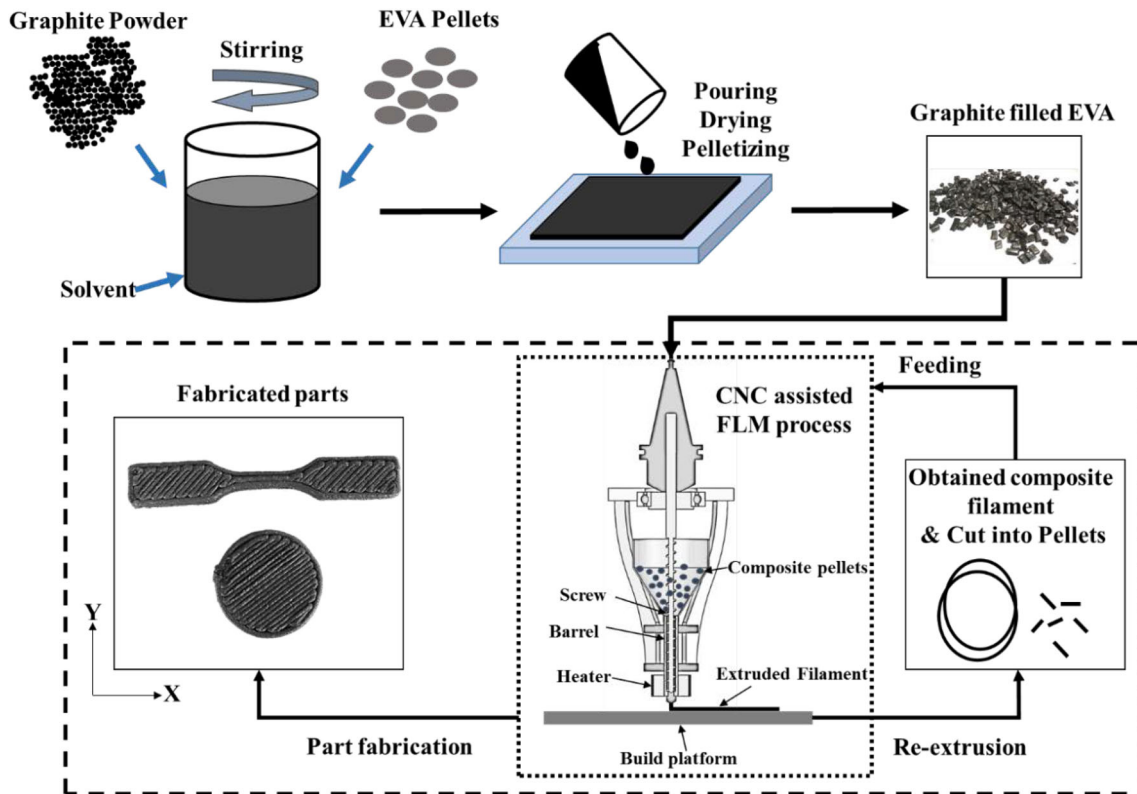 Graphite Powder
EVA Pellets
Stirring
Solvent
Pouring
Drying
Pelletizing
Graphite filled EVA
Feeding
CNC assisted
FLM process
Fabricated parts
Obtained composite
filament
& Cut into Pellets
Composite pellets
Screw
Barrel
Heater
Extruded Filament
Build platform
Y
X
Part fabrication
Re-extrusion